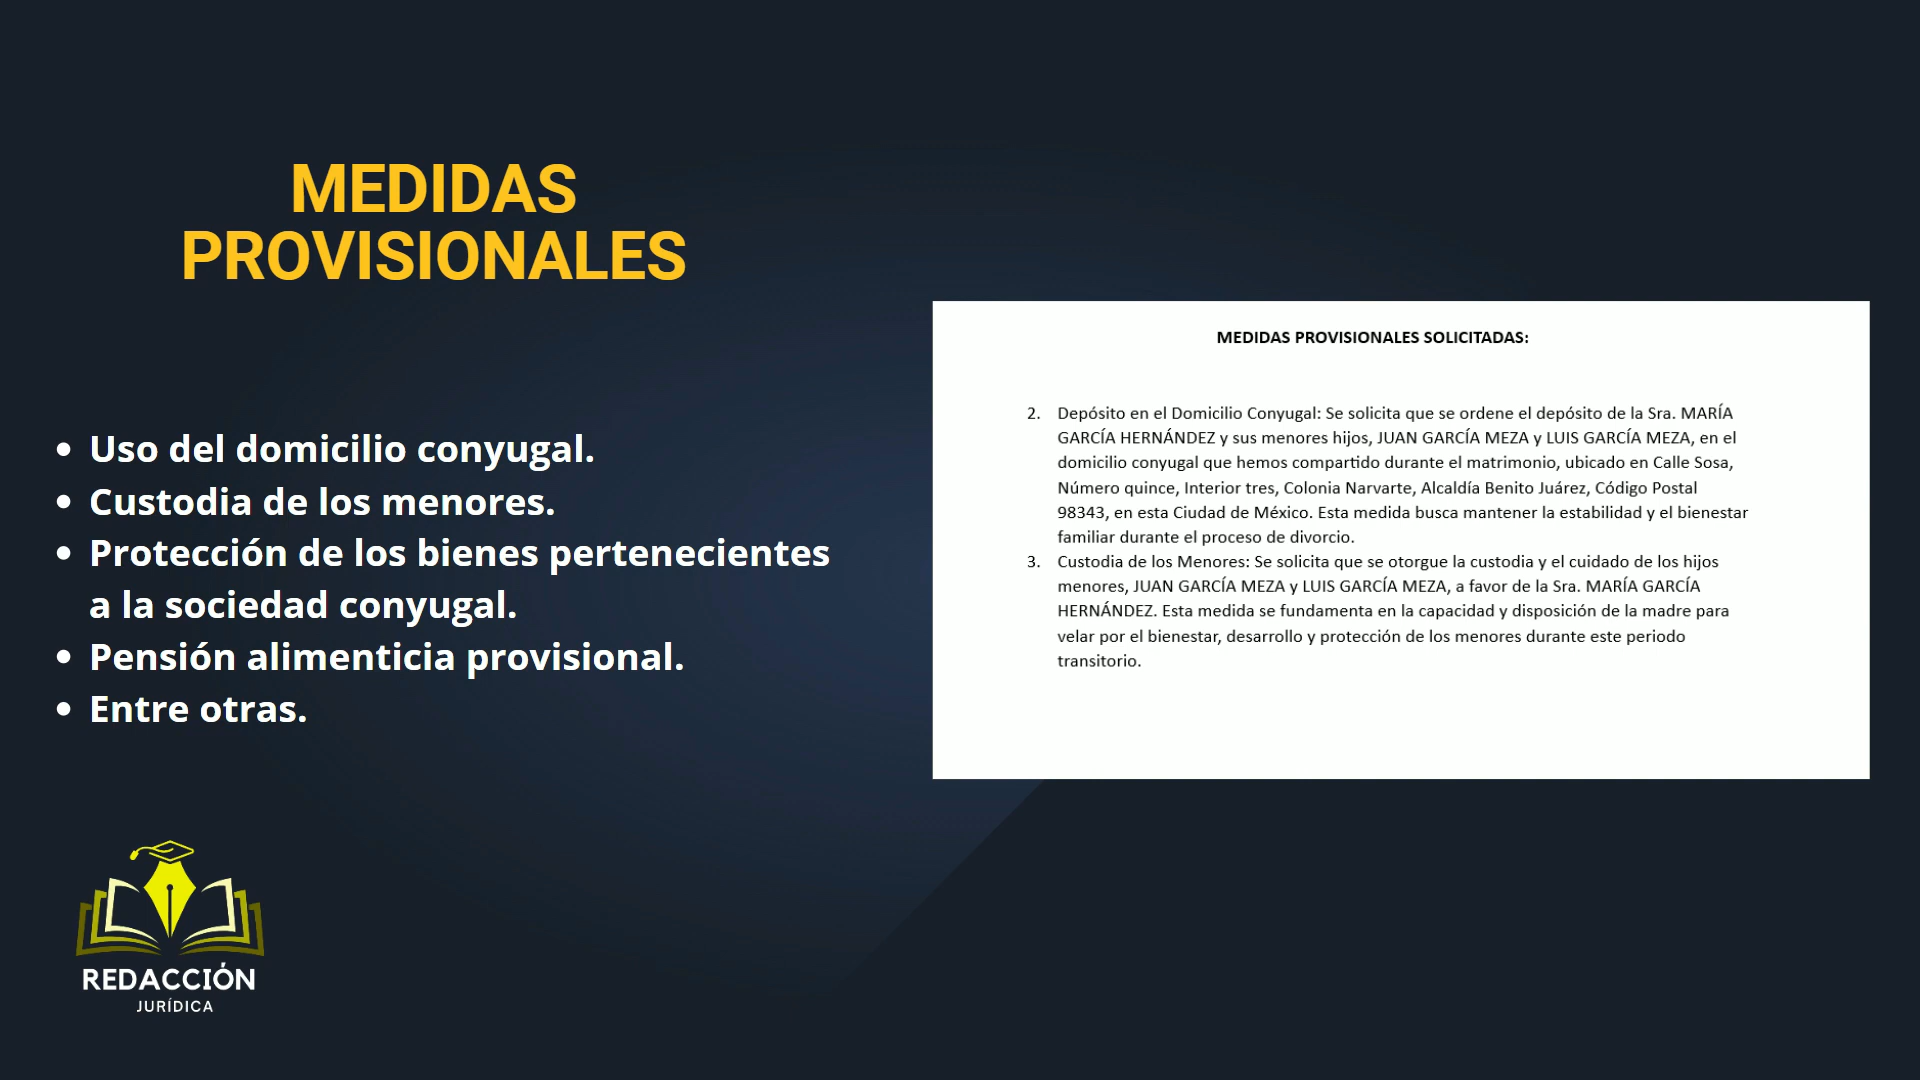 MEDIDAS
PROVISIONALES
• Uso del domicilio conyugal.
• Custodia de los menores.
• Protección de los bienes pertenecientes
a la sociedad conyugal.
• Pensión alimenticia provisional.
• Entre otras.
REDACCIÓN
JURÍDICA
MEDIDAS PROVISIONALES SOLICITADAS:
2. Depósito en el Domicilio Conyugal: Se solicita que se ordene el depósito de la Sra. MARÍA
GARCÍA HERNÁNDEZ y sus menores hijos, JUAN GARCÍA MEZA y LUIS GARCÍA MEZA, en el
domicilio conyugal que hemos compartido durante el matrimonio, ubicado en Calle Sosa,
Número quince, Interior tres, Colonia Narvarte, Alcaldía Benito Juárez, Código Postal
98343, en esta Ciudad de México. Esta medida busca mantener la estabilidad y el bienestar
familiar durante el proceso de divorcio.
3. Custodia de los Menores: Se solicita que se otorgue la custodia y el cuidado de los hijos
menores, JUAN GARCÍA MEZA y LUIS GARCÍA MEZA, a favor de la Sra. MARÍA GARCÍA
HERNÁNDEZ. Esta medida se fundamenta en la capacidad y disposición de la madre para
velar por el bienestar, desarrollo y protección de los menores durante este periodo
transitorio.